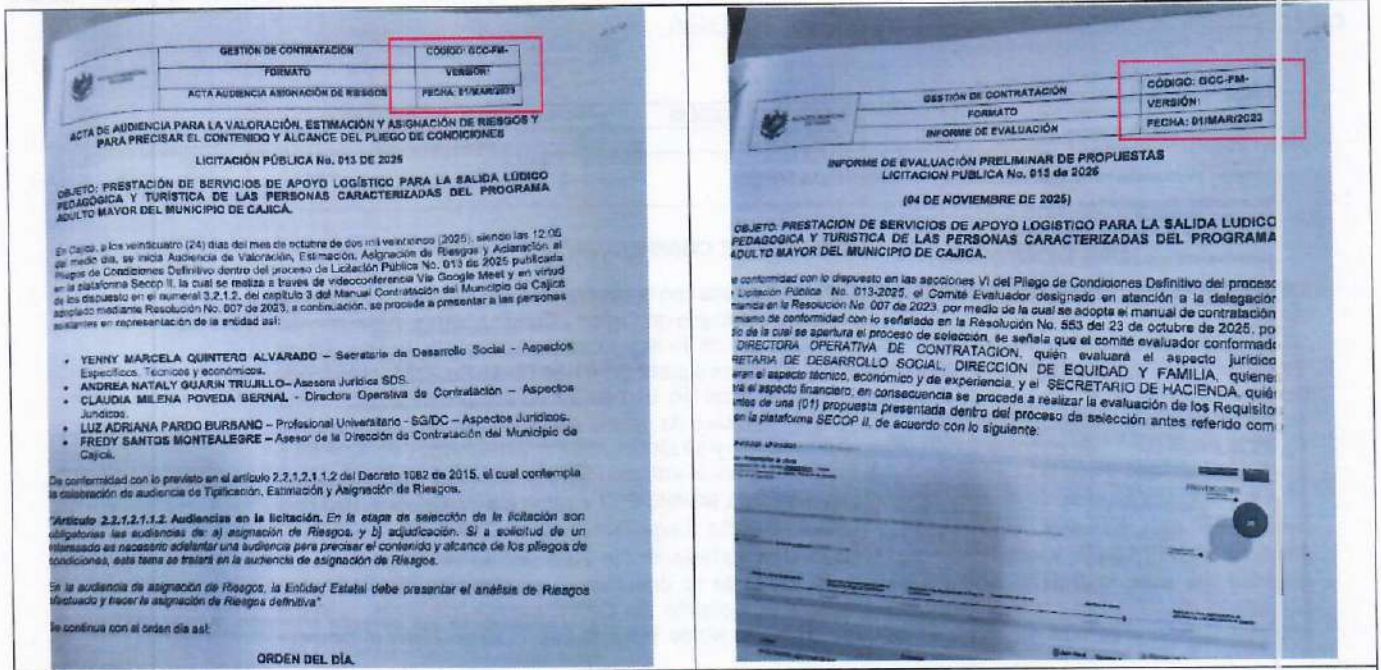 GESTIÓN DE CONTRATACIÓN
CÓDIGO: GCC-FM-
FORMATO
VERSIÓN:
ACTA AUDIENCIA ASIGNACIÓN DE RIESGOS
FECHA: 01/MAR/2023
ACTA DE AUDIENCIA PARA LA VALORACIÓN, ESTIMACIÓN Y ASIGNACIÓN DE RIESGOS Y
PARA PRECISAR EL CONTENIDO Y ALCANCE DEL PLIEGO DE CONDICIONES
LICITACIÓN PÚBLICA No. 013 DE 2025
OBJETO: PRESTACIÓN DE SERVICIOS DE APOYO LOGÍSTICO PARA LA SALIDA LÚDICO
PEDAGÓGICA Y TURÍSTICA DE LAS PERSONAS CARACTERIZADAS DEL PROGRAMA
ADULTO MAYOR DEL MUNICIPIO DE CAJICÁ.
En Cajicá, a los veinticuatro (24) días del mes de octubre de dos mil veinticinco (2025), siendo las 12:05
del medio día, se inicia Audiencia de Valoración, Estimación, Asignación de Riesgos y Aclaración al
Pliegos de Condiciones Definitivo dentro del proceso de Licitación Pública No. 013 de 2025 publicada
en la plataforma Secop II, la cual se realiza a través de videoconferencia Vía Google Meet y en virtud
de los dispuesto en el numeral 3.2.1.2. del capítulo 3 del Manual Contratación del Municipio de Cajicá
adoptado mediante Resolución No. 007 de 2023, a continuación, se procede a presentar a las personas
asistentes en representación de la entidad así:
• YENNY MARCELA QUINTERO ALVARADO – Secretaria de Desarrollo Social - Aspectos
Específicos, Técnicos y económicos.
• ANDREA NATALY GUARIN TRUJILLO– Asesora Jurídica SDS.
• CLAUDIA MILENA POVEDA BERNAL - Directora Operativa de Contratación – Aspectos
Jurídicos.
• LUZ ADRIANA PARDO BURBANO – Profesional Universitario - SG/DC – Aspectos Jurídicos.
• FREDY SANTOS MONTEALEGRE – Asesor de la Dirección de Contratación del Municipio de
Cajicá.
De conformidad con lo previsto en el artículo 2.2.1.2.1.1.2 del Decreto 1082 de 2015, el cual contempla
la celebración de audiencia de Tipificación, Estimación y Asignación de Riesgos.
"Artículo 2.2.1.2.1.1.2. Audiencias en la licitación. En la etapa de selección de la licitación son
obligatorias las audiencias de: a) asignación de Riesgos, y b) adjudicación. Si a solicitud de un
interesado es necesario adelantar una audiencia para precisar el contenido y alcance de los pliegos de
condiciones, este tema se tratará en la audiencia de asignación de Riesgos.
En la audiencia de asignación de Riesgos, la Entidad Estatal debe presentar el análisis de Riesgos
efectuado y hacer la asignación de Riesgos definitiva".
Se continua con el orden día así:
ORDEN DEL DÍA.
GESTIÓN DE CONTRATACIÓN
CÓDIGO: GCC-FM-
FORMATO
VERSIÓN:
INFORME DE EVALUACIÓN
FECHA: 01/MAR/2023
INFORME DE EVALUACIÓN PRELIMINAR DE PROPUESTAS
LICITACION PUBLICA No. 013 de 2025
(04 DE NOVIEMBRE DE 2025)
OBJETO: PRESTACION DE SERVICIOS DE APOYO LOGISTICO PARA LA SALIDA LUDICO
PEDAGOGICA Y TURISTICA DE LAS PERSONAS CARACTERIZADAS DEL PROGRAMA
ADULTO MAYOR DEL MUNICIPIO DE CAJICA.
conformidad con lo dispuesto en las secciones VI del Pliego de Condiciones Definitivo del proceso
Licitación Pública No. 013-2025, el Comité Evaluador designado en atención a la delegación
en la Resolución No. 007 de 2023, por medio de la cual se adopta el manual de contratación
mismo de conformidad con lo señalado en la Resolución No. 553 del 23 de octubre de 2025, po
dio de la cual se apertura el proceso de selección, se señala que el comité evaluador conformado
DIRECTORA OPERATIVA DE CONTRATACION, quién evaluará el aspecto jurídico
RETARIA DE DESARROLLO SOCIAL, DIRECCION DE EQUIDAD Y FAMILIA, quienes
el aspecto técnico, económico y de experiencia, y el SECRETARIO DE HACIENDA, quién
el aspecto financiero, en consecuencia se procede a realizar la evaluación de los Requisitos
de una (01) propuesta presentada dentro del proceso de selección antes referido como
en la plataforma SECOP II, de acuerdo con lo siguiente: